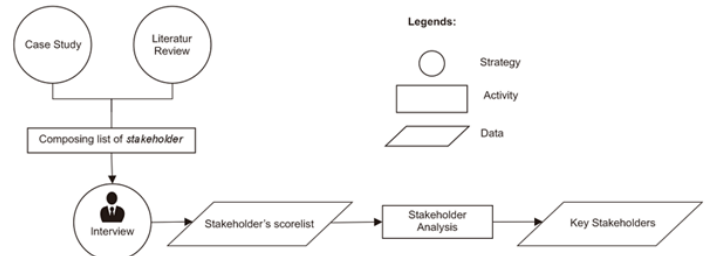 Case Study
Literatur
Review
Legends:
Strategy
Activity
Data
Composing list of stakeholder
Interview
Stakeholder's scorelist
Stakeholder
Analysis
Key Stakeholders